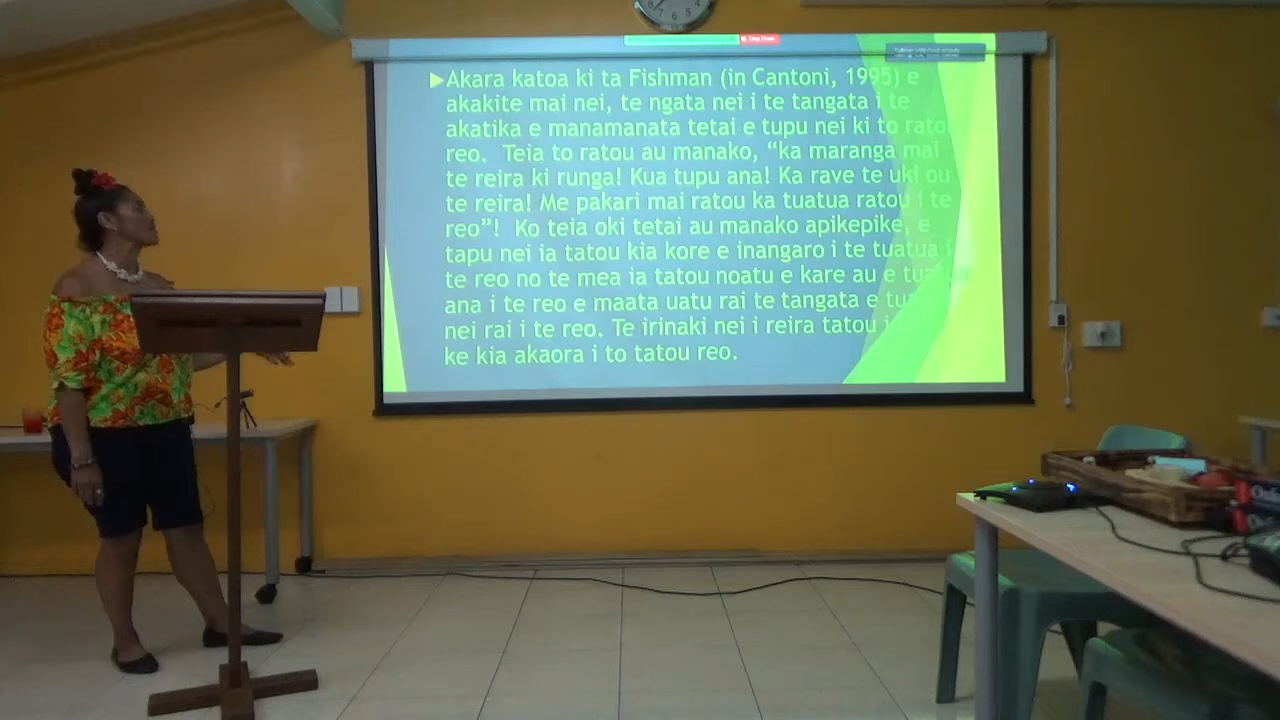 Akara katoa ki ta Fishman (in Cantoni, 1995) e
akakite mai nei, te ngata nei i te tangata i te
akatika e manamanata tetai e tupu nei ki to rato
reo. Teia to ratou au manako, “ka maranga mai
te reira ki runga! Kua tupu ana! Ka rave te uki ou
te reira! Me pakari mai ratou ka tuatua ratou i te
reo”! Ko teia oki tetai au manako apikepike, e
tapu nei ia tatou kia kore e inangaro i te tuatua i
te reo no te mea ia tatou noatu e kare au e
ana i te reo e maata uatu rai te tangata e
nei rai i te reo. Te irinaki nei i reira tatou
ke kia akaora i to tatou reo.